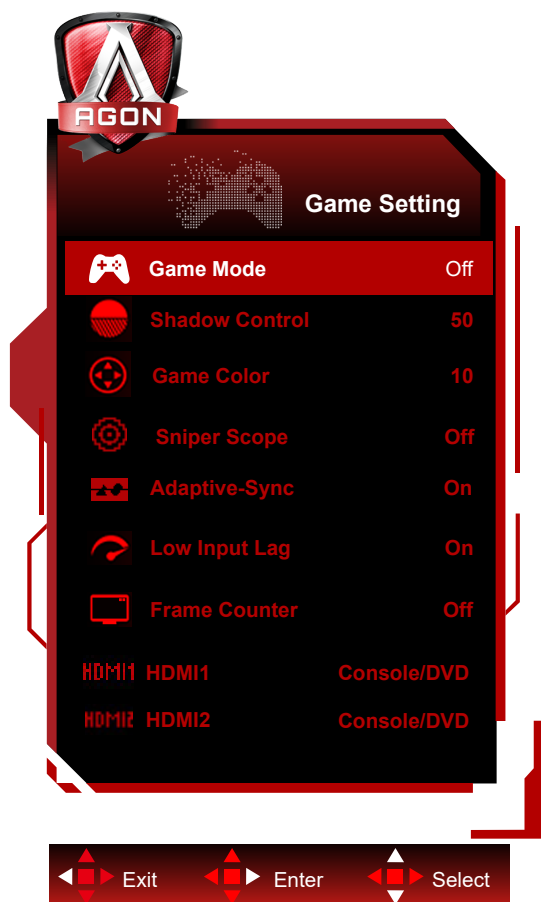 AGON
Game Setting
Game Mode Off
Shadow Control 50
Game Color 10
Sniper Scope Off
Adaptive-Sync On
Low Input Lag On
Frame Counter Off
HDMI1 HDMI1 Console/DVD
HDMI2 HDMI2 Console/DVD
Exit Enter Select